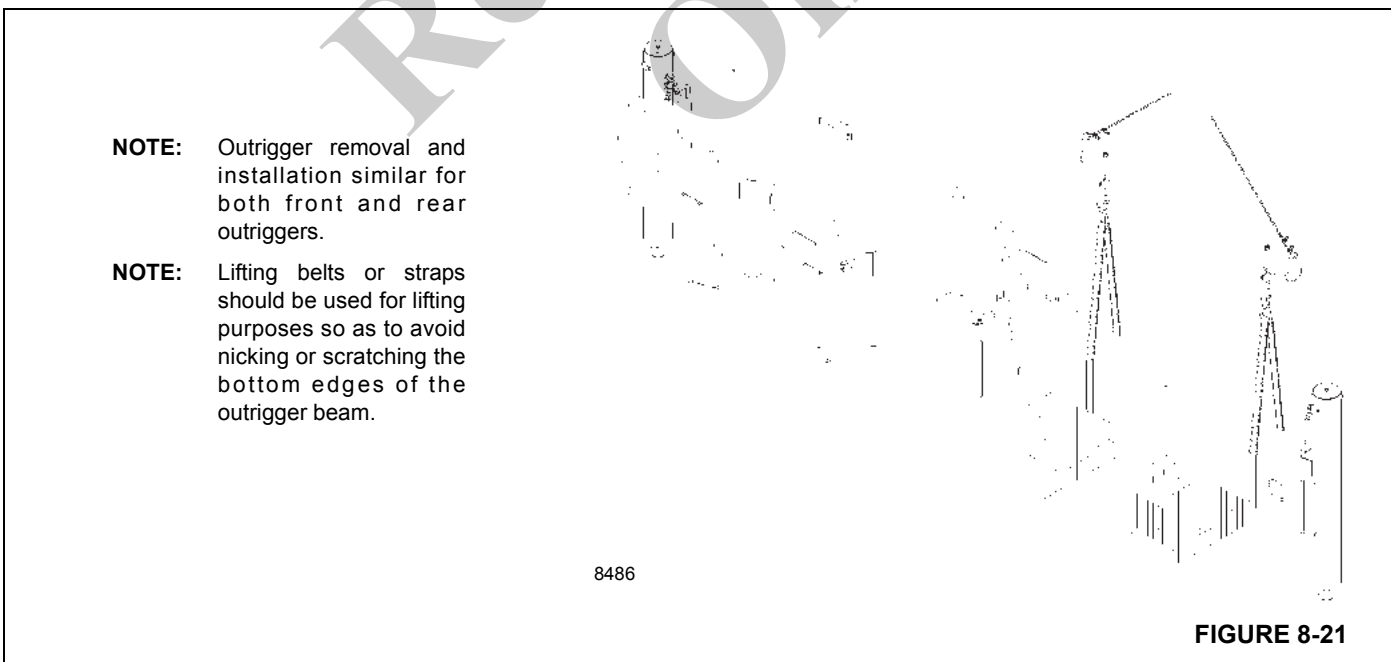 NOTE: Outrigger removal and
installation similar for
both front and rear
outriggers.
NOTE: Lifting belts or straps
should be used for lifting
purposes so as to avoid
nicking or scratching the
bottom edges of the
outrigger beam.
8486
FIGURE 8-21